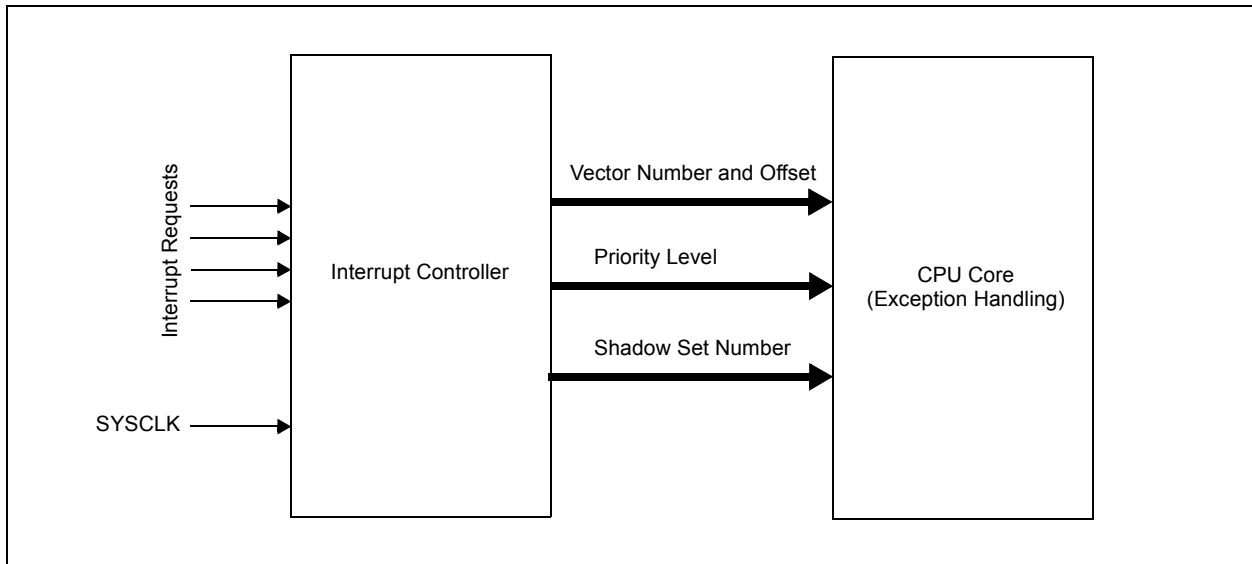 Interrupt Requests
SYSCLK
Interrupt Controller
Vector Number and Offset
Priority Level
Shadow Set Number
CPU Core
(Exception Handling)